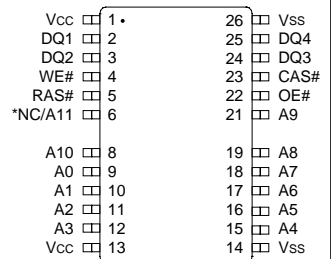 Vcc 1 • 26 Vss
DQ1 2 25 DQ4
DQ2 3 24 DQ3
WE# 4 23 CAS#
RAS# 5 22 OE#
*NC/A11 6 21 A9
A10 8 19 A8
A0 9 18 A7
A1 10 17 A6
A2 11 16 A5
A3 12 15 A4
Vcc 13 14 Vss